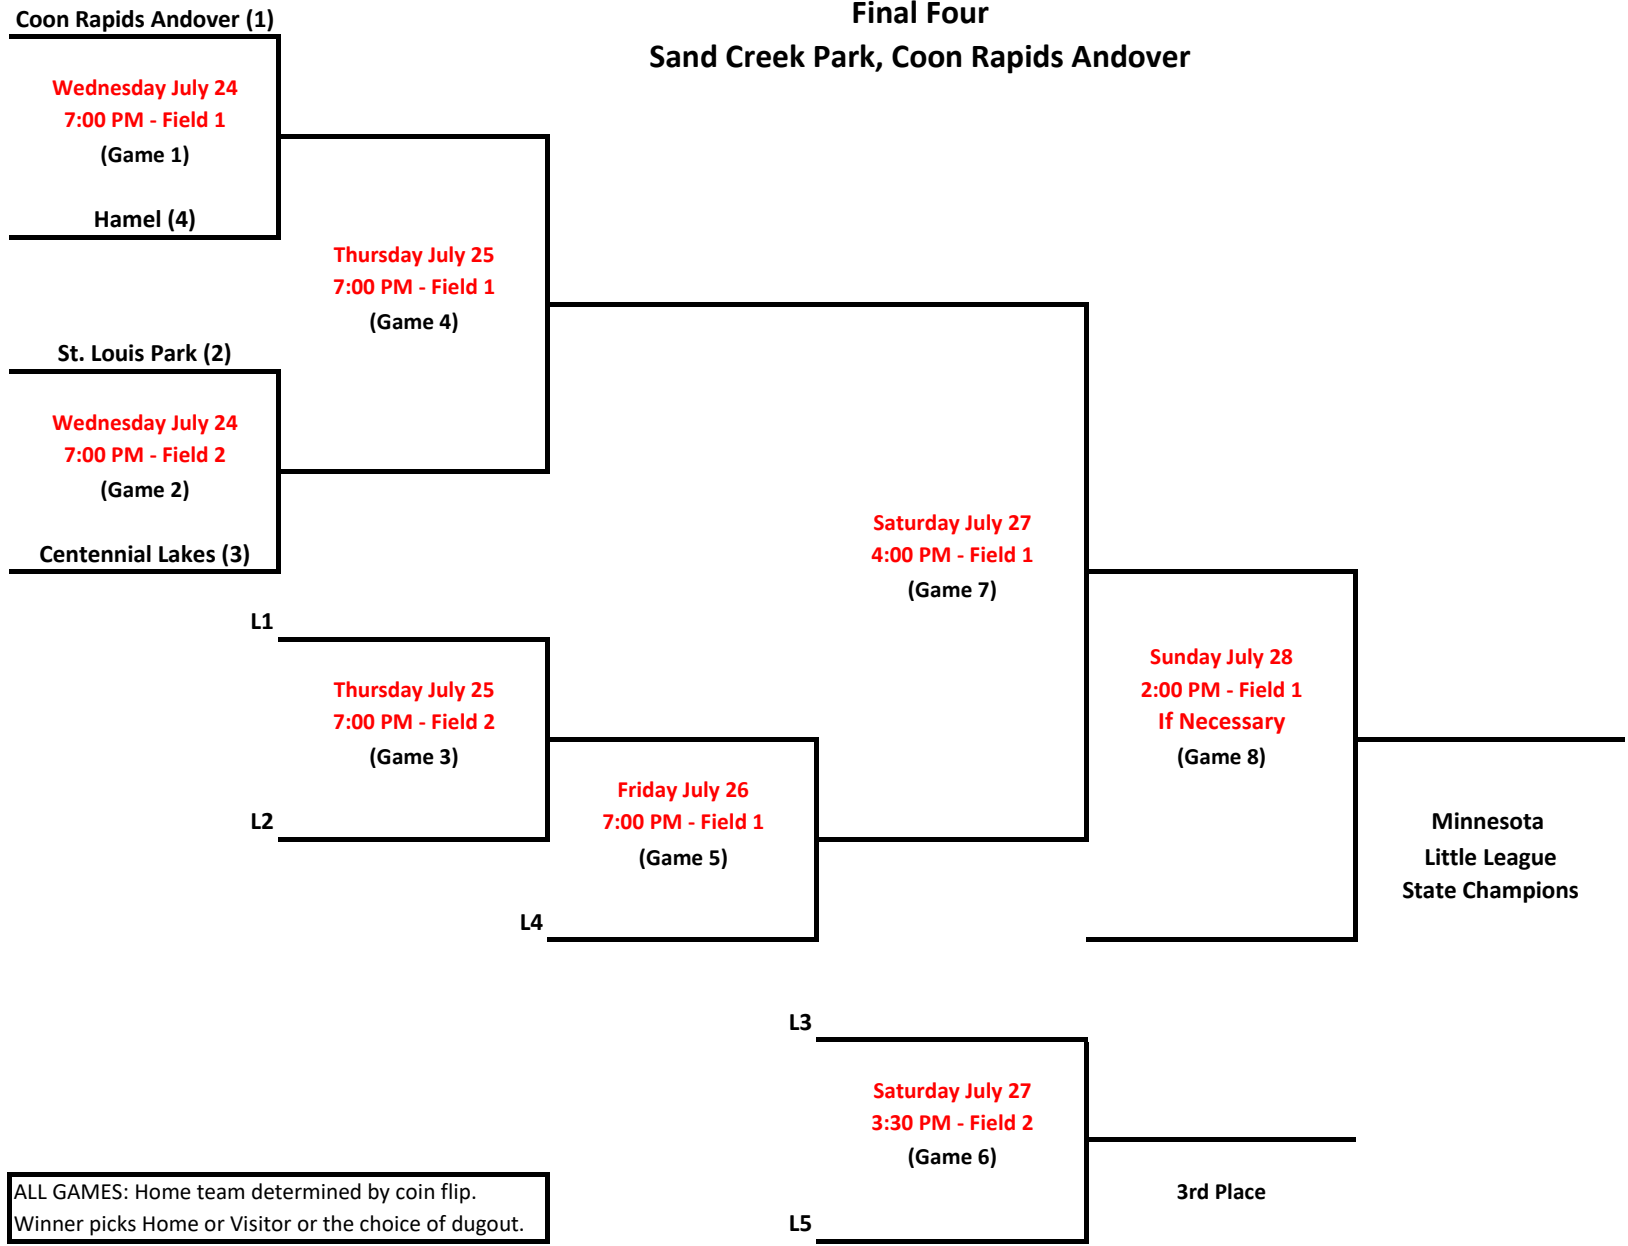 Final Four
Sand Creek Park, Coon Rapids Andover
Coon Rapids Andover (1)
Wednesday July 24
7:00 PM - Field 1
(Game 1)
Hamel (4)
Thursday July 25
7:00 PM - Field 1
(Game 4)
St. Louis Park (2)
Wednesday July 24
7:00 PM - Field 2
(Game 2)
Centennial Lakes (3)
Saturday July 27
4:00 PM - Field 1
(Game 7)
L1
Thursday July 25
7:00 PM - Field 2
(Game 3)
L2
Sunday July 28
2:00 PM - Field 1
If Necessary
(Game 8)
Friday July 26
7:00 PM - Field 1
(Game 5)
L4
Minnesota
Little League
State Champions
L3
Saturday July 27
3:30 PM - Field 2
(Game 6)
L5
3rd Place
ALL GAMES: Home team determined by coin flip.
Winner picks Home or Visitor or the choice of dugout.